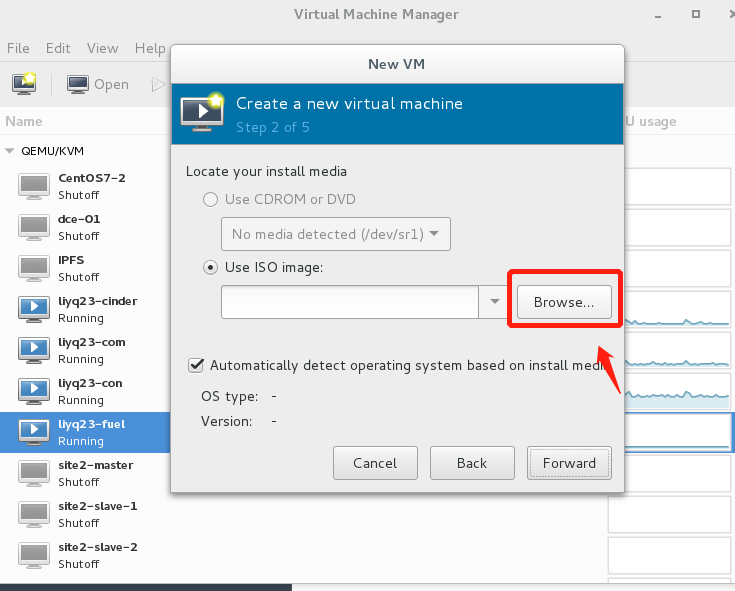 Virtual Machine Manager
File Edit View Help
New VM
Open
Create a new virtual machine
Step 2 of 5
Name
U usage
QEMU/KVM
CentOS7-2
Shutoff
dce-01
Shutoff
IPFS
Shutoff
liyq23-cinder
Running
liyq23-com
Running
liyq23-con
Running
liyq23-fuel
Running
site2-master
Shutoff
site2-slave-1
Shutoff
site2-slave-2
Shutoff
Locate your install media
Use CDROM or DVD
No media detected (/dev/sr1)
Use ISO image:
Browse...
Automatically detect operating system based on install media
OS type: -
Version: -
Cancel Back Forward